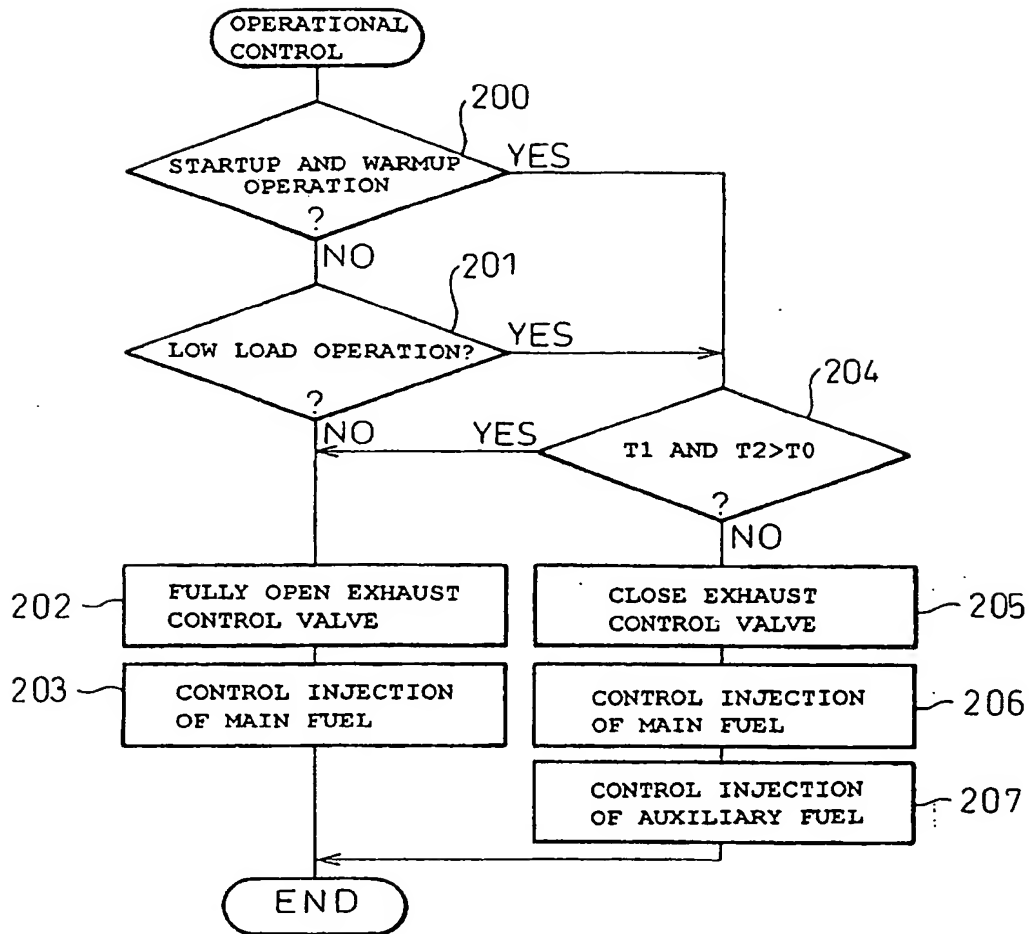 OPERATIONAL
CONTROL
200
STARTUP AND WARMUP
OPERATION
?
YES
NO
201
LOW LOAD OPERATION?
?
YES
NO
204
T1 AND T2>T0
?
YES
NO
202
FULLY OPEN EXHAUST
CONTROL VALVE
CLOSE EXHAUST
CONTROL VALVE
205
203
CONTROL INJECTION
OF MAIN FUEL
CONTROL INJECTION
OF MAIN FUEL
206
CONTROL INJECTION
OF AUXILIARY FUEL
207
END